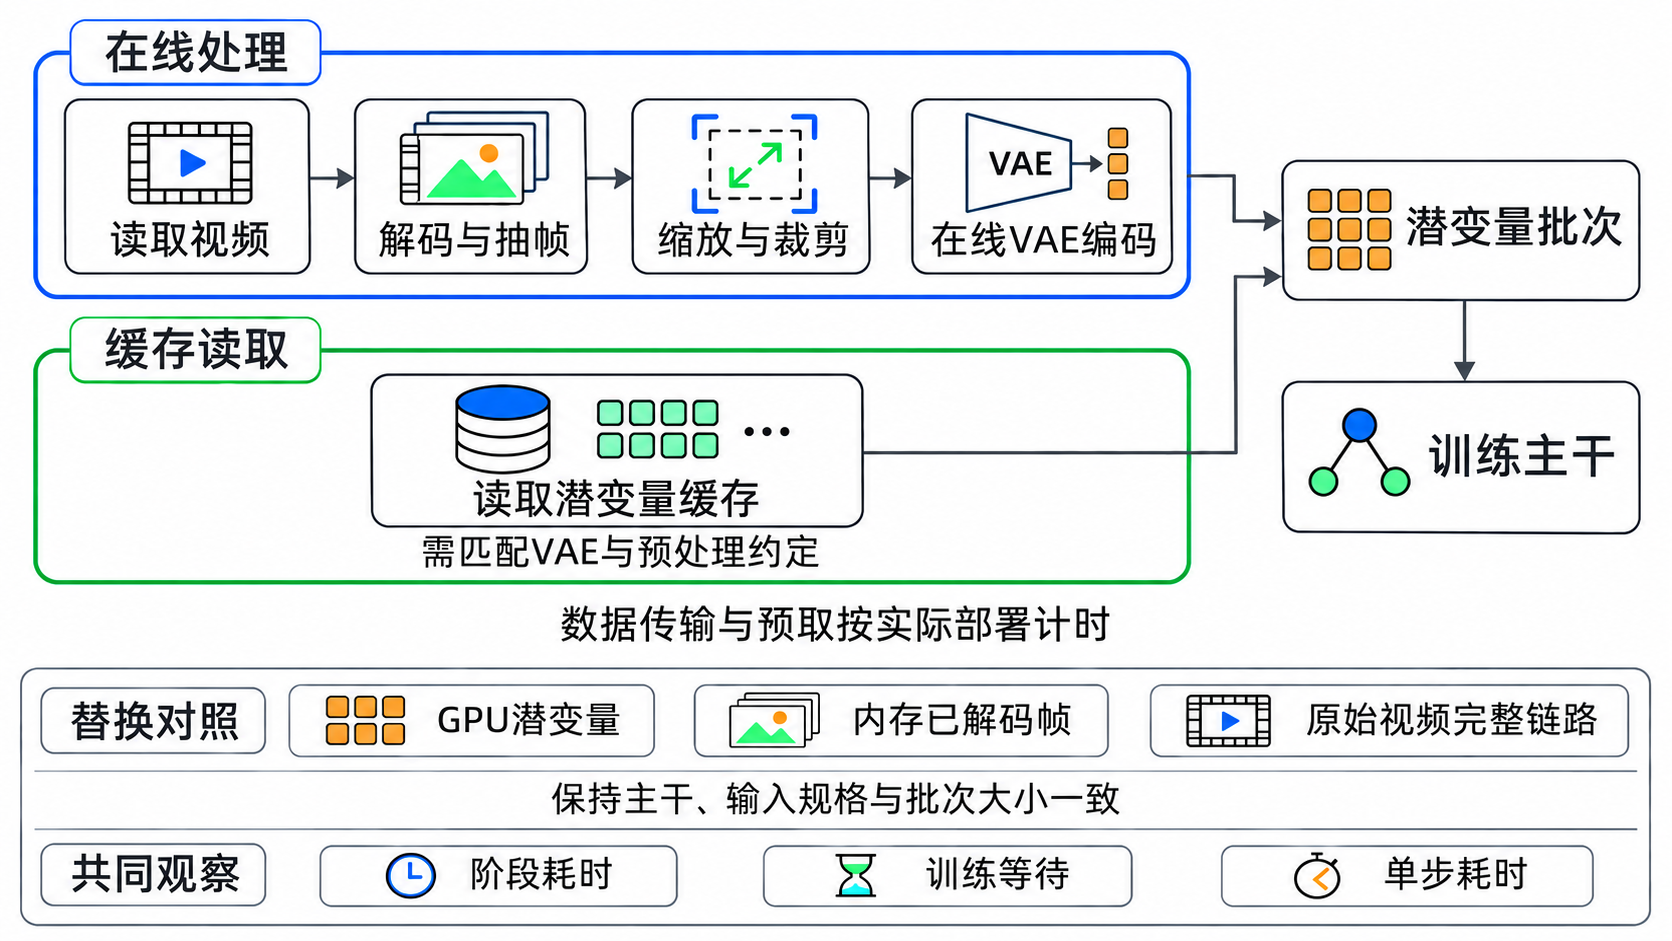 在线处理
读取视频
解码与抽帧
缩放与裁剪
VAE
在线VAE编码
潜变量批次
缓存读取
读取潜变量缓存
需匹配VAE与预处理约定
训练主干
数据传输与预取按实际部署计时
替换对照
GPU潜变量
内存已解码帧
原始视频完整链路
保持主干、输入规格与批次大小一致
共同观察
阶段耗时
训练等待
单步耗时